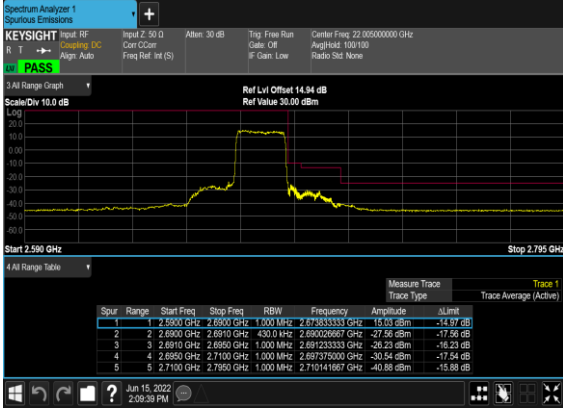 Spectrum Analyzer 1
Spurious Emissions
KEYSIGHT Input: RF Input Z: 50 Ω Atten: 30 dB Trig: Free Run Center Freq: 22.005000000 GHz
R T Coupling: DC Corr CCorr Gate: Off Avg|Hold: 100/100
Align: Auto Freq Ref: Int (S) IF Gain: Low Radio Std: None
PASS
3 All Range Graph
Ref Lvl Offset 14.94 dB
Scale/Div 10.0 dB Ref Value 30.00 dBm
Log
20.0
10.0
0.00
-10.0
-20.0
-30.0
-40.0
-50.0
-60.0
Start 2.590 GHz Stop 2.795 GHz
4 All Range Table
Measure Trace Trace 1
Trace Type Trace Average (Active)
Spur Range Start Freq Stop Freq RBW Frequency Amplitude ΔLimit
1 1 2.5900 GHz 2.6900 GHz 1.000 MHz 2.673833333 GHz 15.03 dBm -14.97 dB
2 2 2.6900 GHz 2.6910 GHz 430.0 kHz 2.690026667 GHz -27.56 dBm -17.56 dB
3 3 2.6910 GHz 2.6950 GHz 1.000 MHz 2.691233333 GHz -26.23 dBm -16.23 dB
4 4 2.6950 GHz 2.7100 GHz 1.000 MHz 2.697375000 GHz -30.54 dBm -17.54 dB
5 5 2.7100 GHz 2.7950 GHz 1.000 MHz 2.710141667 GHz -40.88 dBm -15.88 dB
Jun 15, 2022
2:09:39 PM